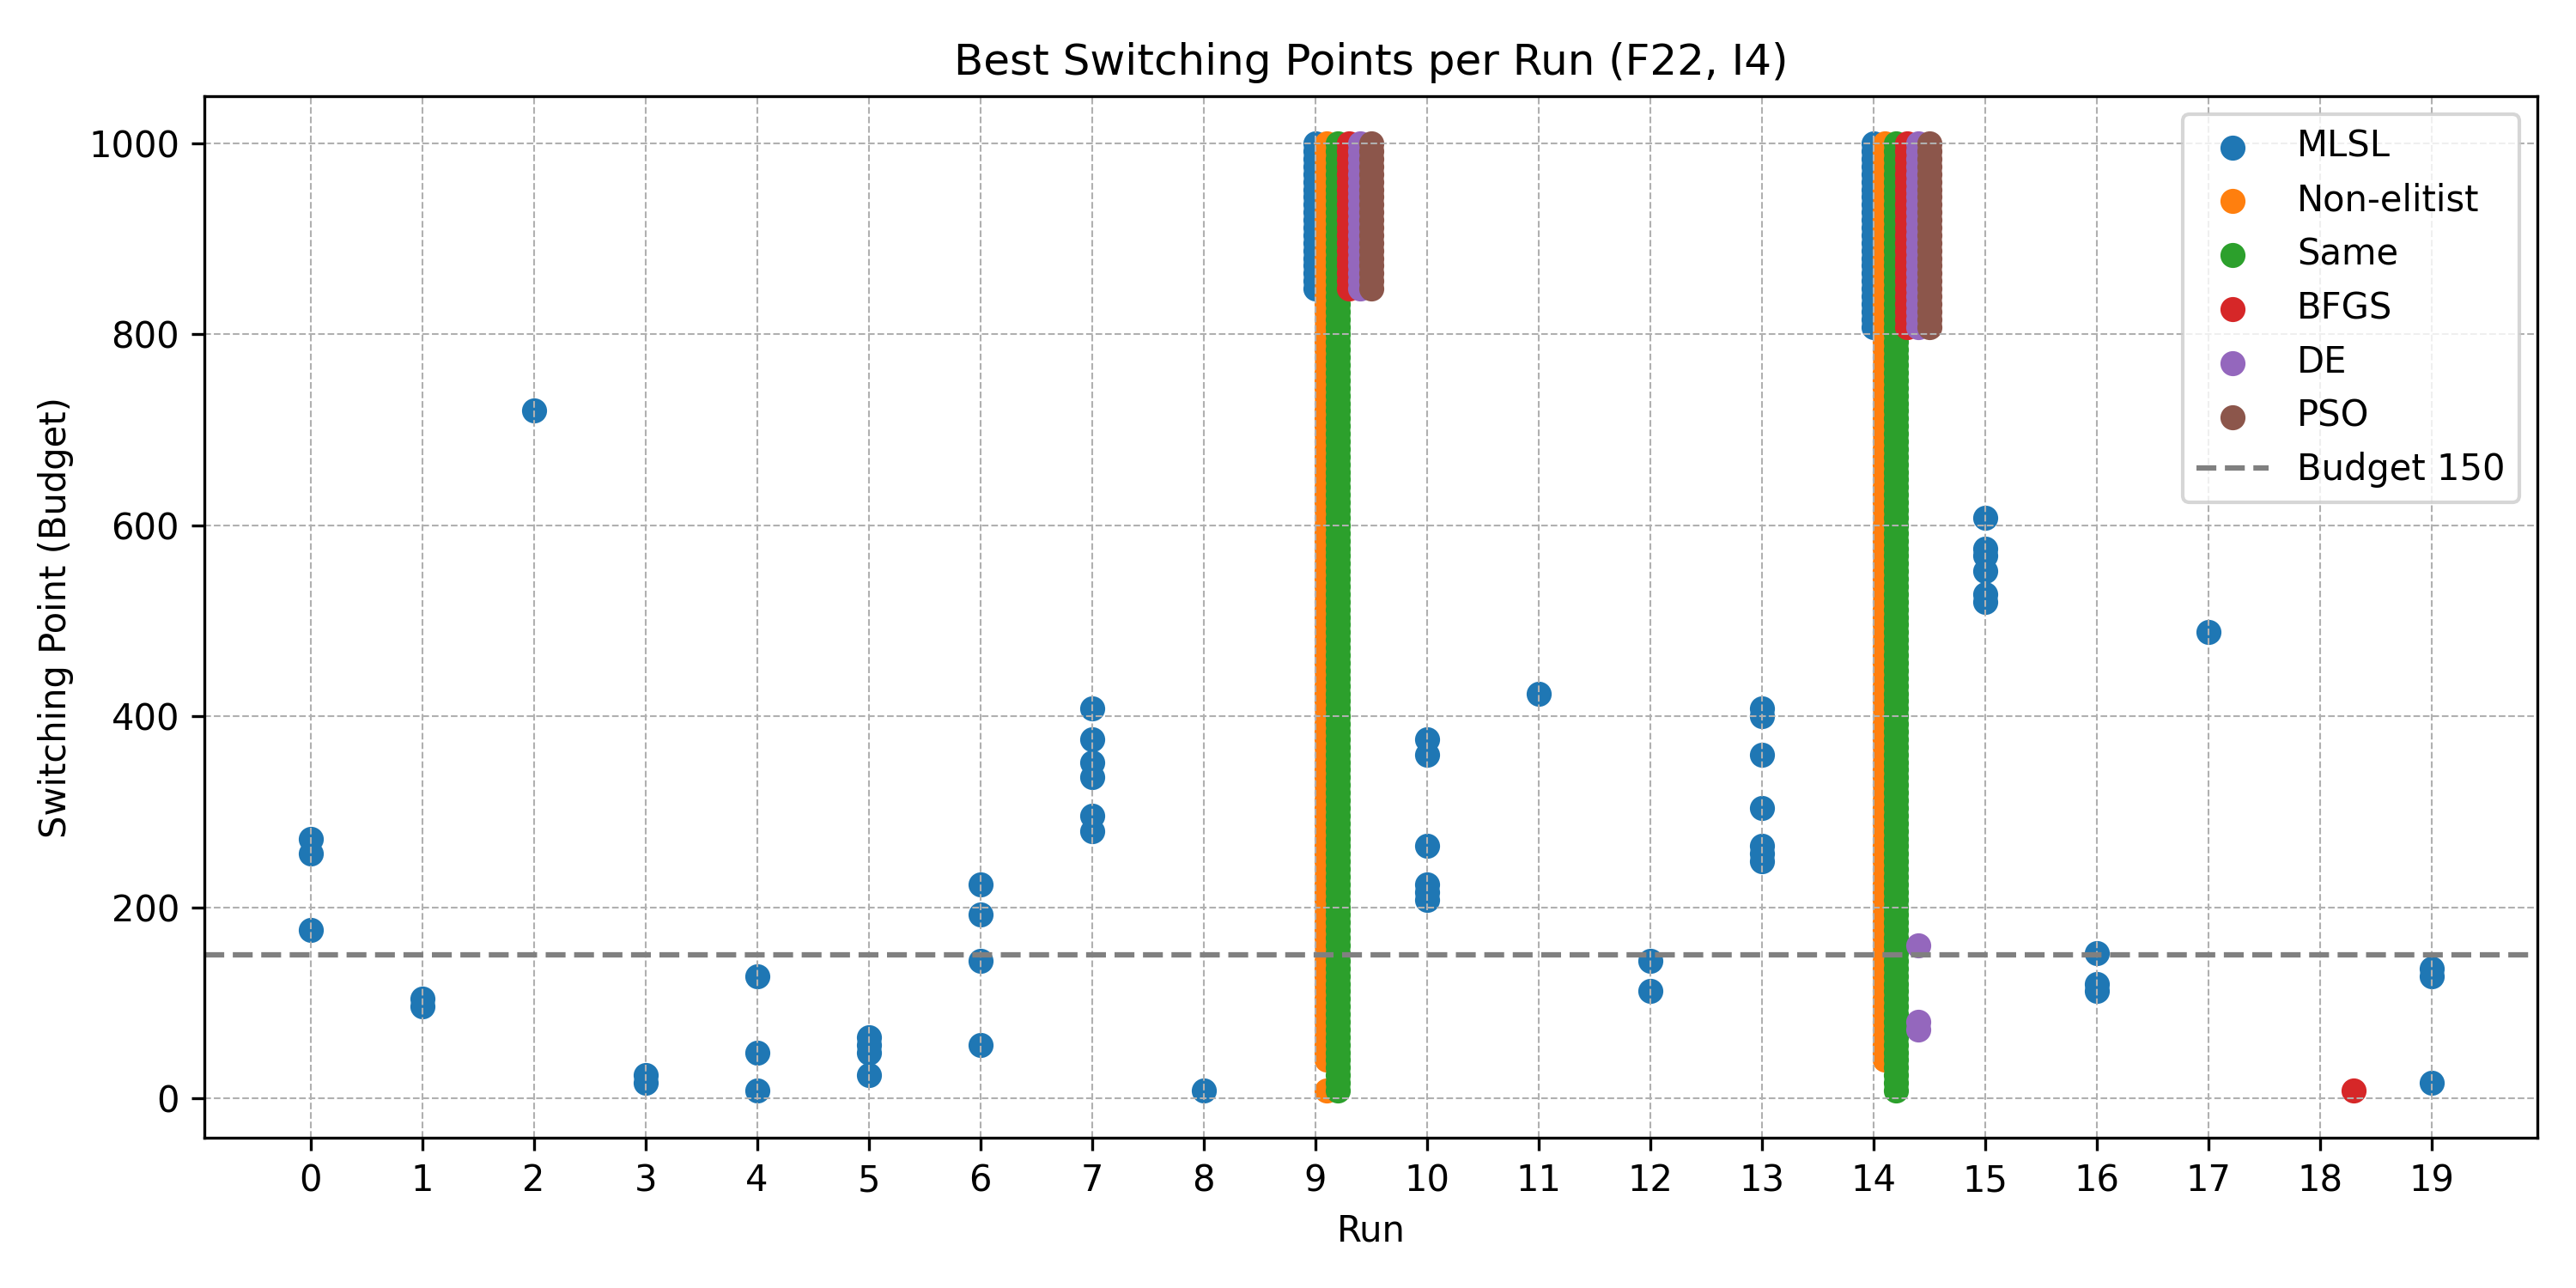 Best Switching Points per Run (F22, I4)
Switching Point (Budget)
1000
800
600
400
200
0
MLSL
Non-elitist
Same
BFGS
DE
PSO
Budget 150
0 1 2 3 4 5 6 7 8 9 10 11 12 13 14 15 16 17 18 19
Run